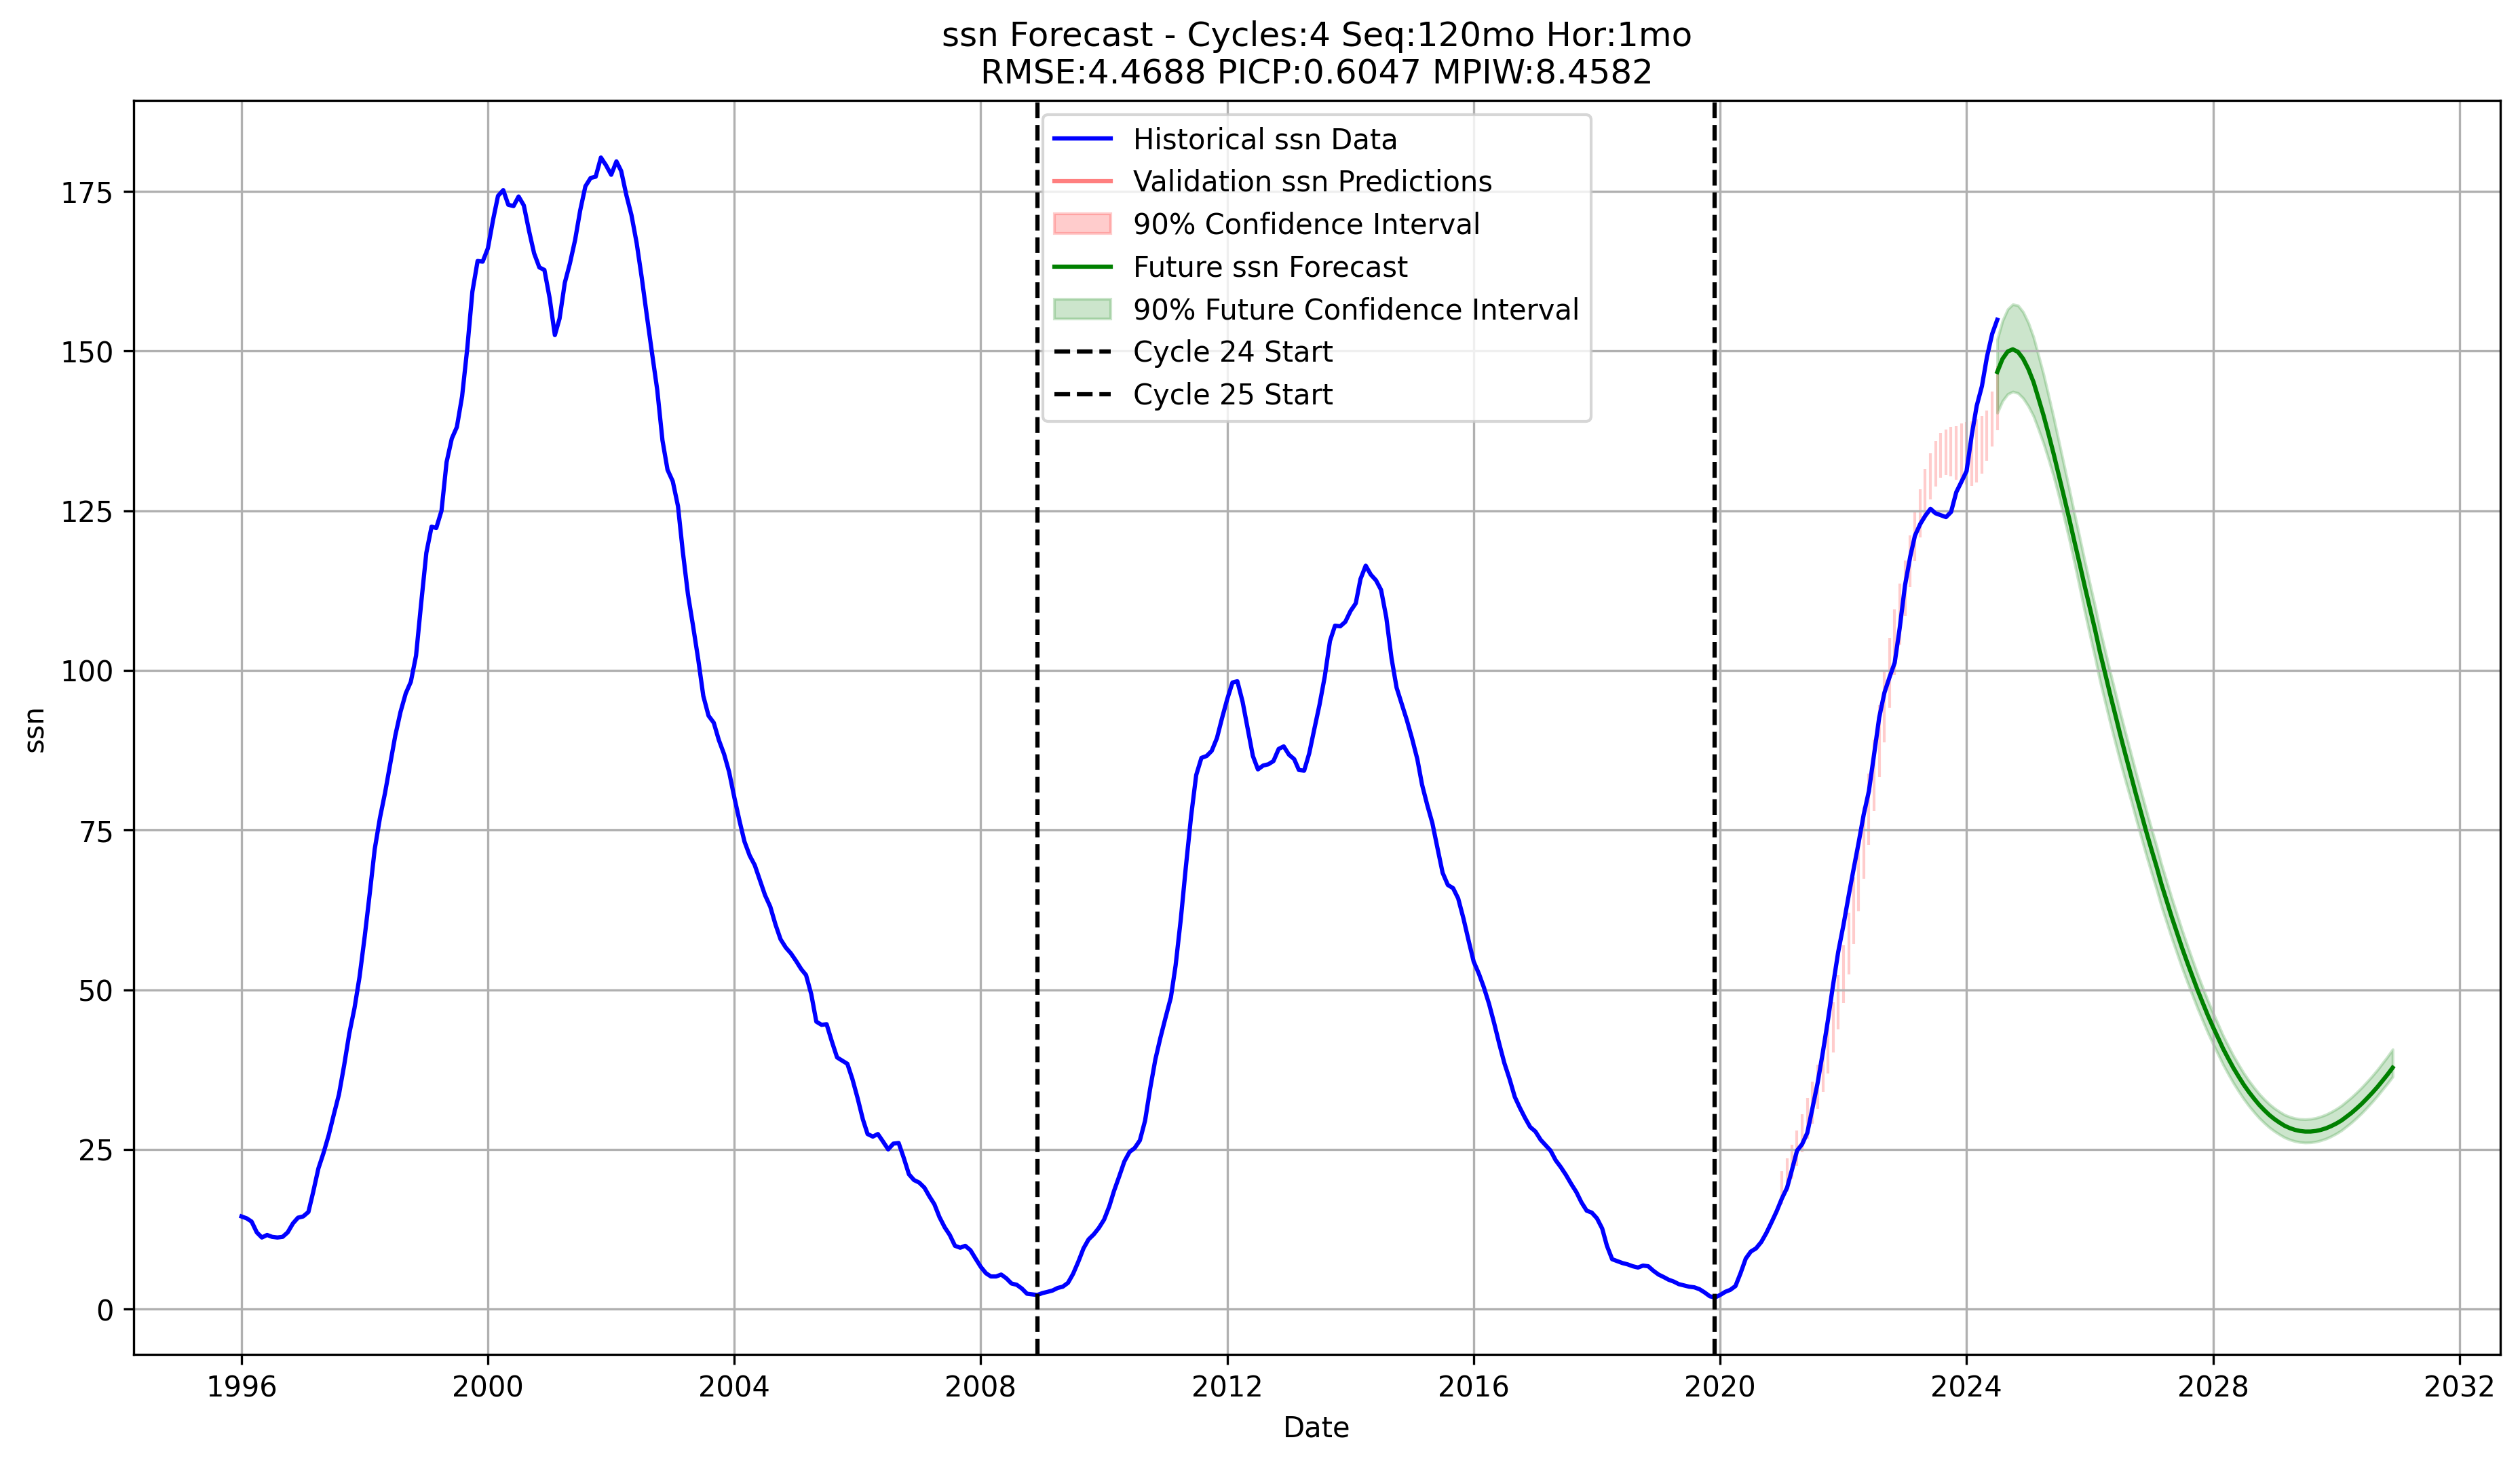 ssn Forecast - Cycles:4 Seq:120mo Hor:1mo
RMSE:4.4688 PICP:0.6047 MPIW:8.4582
Historical ssn Data
Validation ssn Predictions
90% Confidence Interval
Future ssn Forecast
90% Future Confidence Interval
Cycle 24 Start
Cycle 25 Start
175
150
125
100
75
50
25
0
ssn
1996 2000 2004 2008 2012 2016 2020 2024 2028 2032
Date